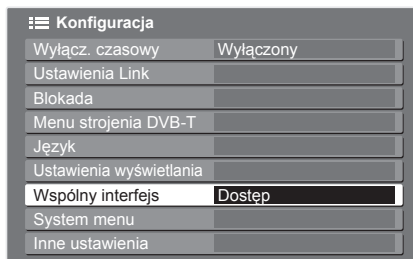 Konfiguracja
Wyłącz. czasowy Wyłączony
Ustawienia Link
Blokada
Menu strojenia DVB-T
Język
Ustawienia wyświetlania
Wspólny interfejs Dostęp
System menu
Inne ustawienia